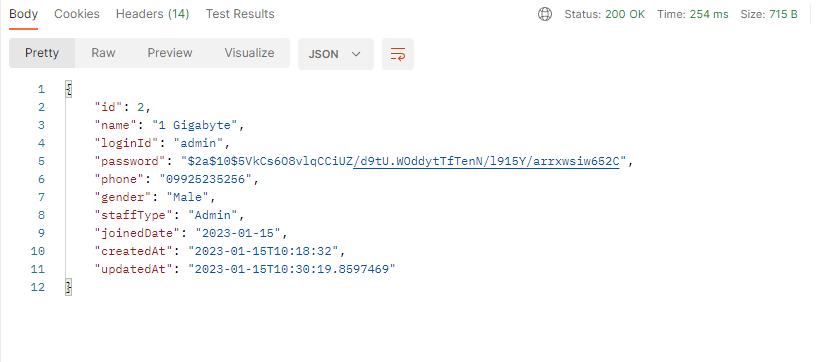 Body Cookies Headers (14) Test Results Status: 200 OK Time: 254 ms Size: 715 B
Pretty Raw Preview Visualize JSON
1 {
2 "id": 2,
3 "name": "1 Gigabyte",
4 "loginId": "admin",
5 "password": "$2a$10$5VkCs6O8vlqCCiUZ/d9tU.WOddytTfTenN/l915Y/arrxwsiw652C",
6 "phone": "09925235256",
7 "gender": "Male",
8 "staffType": "Admin",
9 "joinedDate": "2023-01-15",
10 "createdAt": "2023-01-15T10:18:32",
11 "updatedAt": "2023-01-15T10:30:19.8597469"
12 }